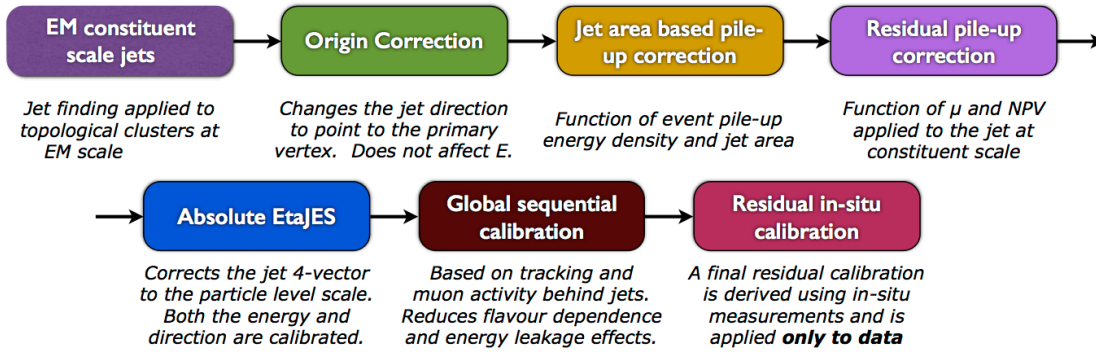 EM constituent
scale jets
Origin Correction
Jet area based pile-
up correction
Residual pile-up
correction
Jet finding applied to
topological clusters at
EM scale
Changes the jet direction
to point to the primary
vertex. Does not affect E.
Function of event pile-up
energy density and jet area
Function of µ and NPV
applied to the jet at
constituent scale
Absolute EtaJES
Global sequential
calibration
Residual in-situ
calibration
Corrects the jet 4-vector
to the particle level scale.
Both the energy and
direction are calibrated.
Based on tracking and
muon activity behind jets.
Reduces flavour dependence
and energy leakage effects.
A final residual calibration
is derived using in-situ
measurements and is
applied only to data